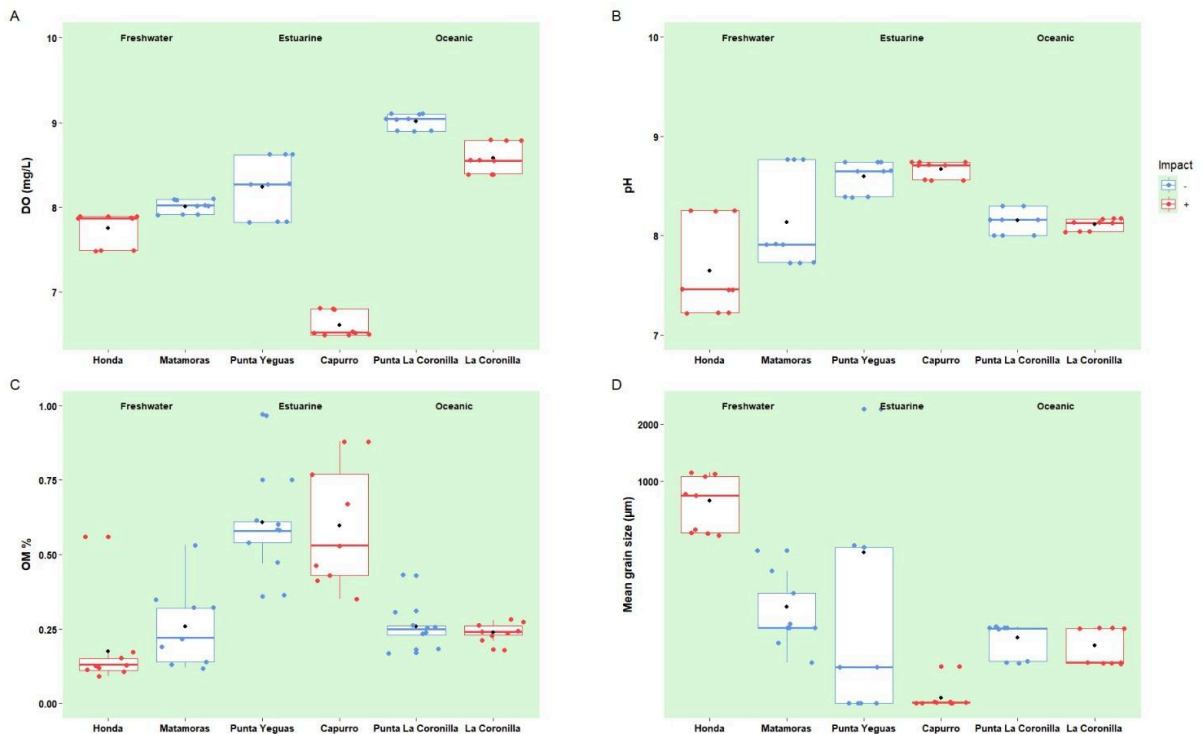 A
Freshwater Estuarine Oceanic
10
9
8
7
DO (mg/L)
Honda Matamoras Punta Yeguas Capurro Punta La Coronilla La Coronilla
B
Freshwater Estuarine Oceanic
10
9
8
7
pH
Honda Matamoras Punta Yeguas Capurro Punta La Coronilla La Coronilla
Impact
-
+
C
Freshwater Estuarine Oceanic
1.00
0.75
0.50
0.25
0.00
OM %
Honda Matamoras Punta Yeguas Capurro Punta La Coronilla La Coronilla
D
Freshwater Estuarine Oceanic
2000
1000
Mean grain size (μm)
Honda Matamoras Punta Yeguas Capurro Punta La Coronilla La Coronilla